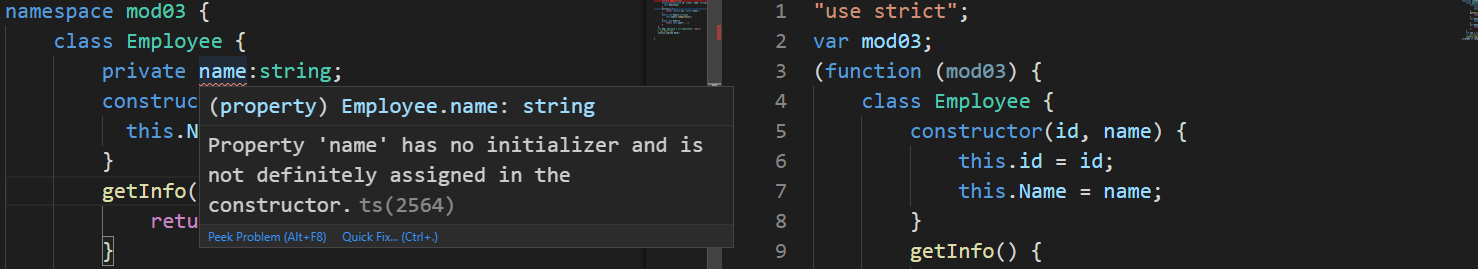 namespace mod03 {
class Employee {
private name:string;
construc
this.N
}
getInfo(
retu
}
(property) Employee.name: string
Property 'name' has no initializer and is
not definitely assigned in the
constructor. ts(2564)
Peek Problem (Alt+F8) Quick Fix... (Ctrl+.)
1 "use strict";
2 var mod03;
3 (function (mod03) {
4 class Employee {
5 constructor(id, name) {
6 this.id = id;
7 this.Name = name;
8 }
9 getInfo() {